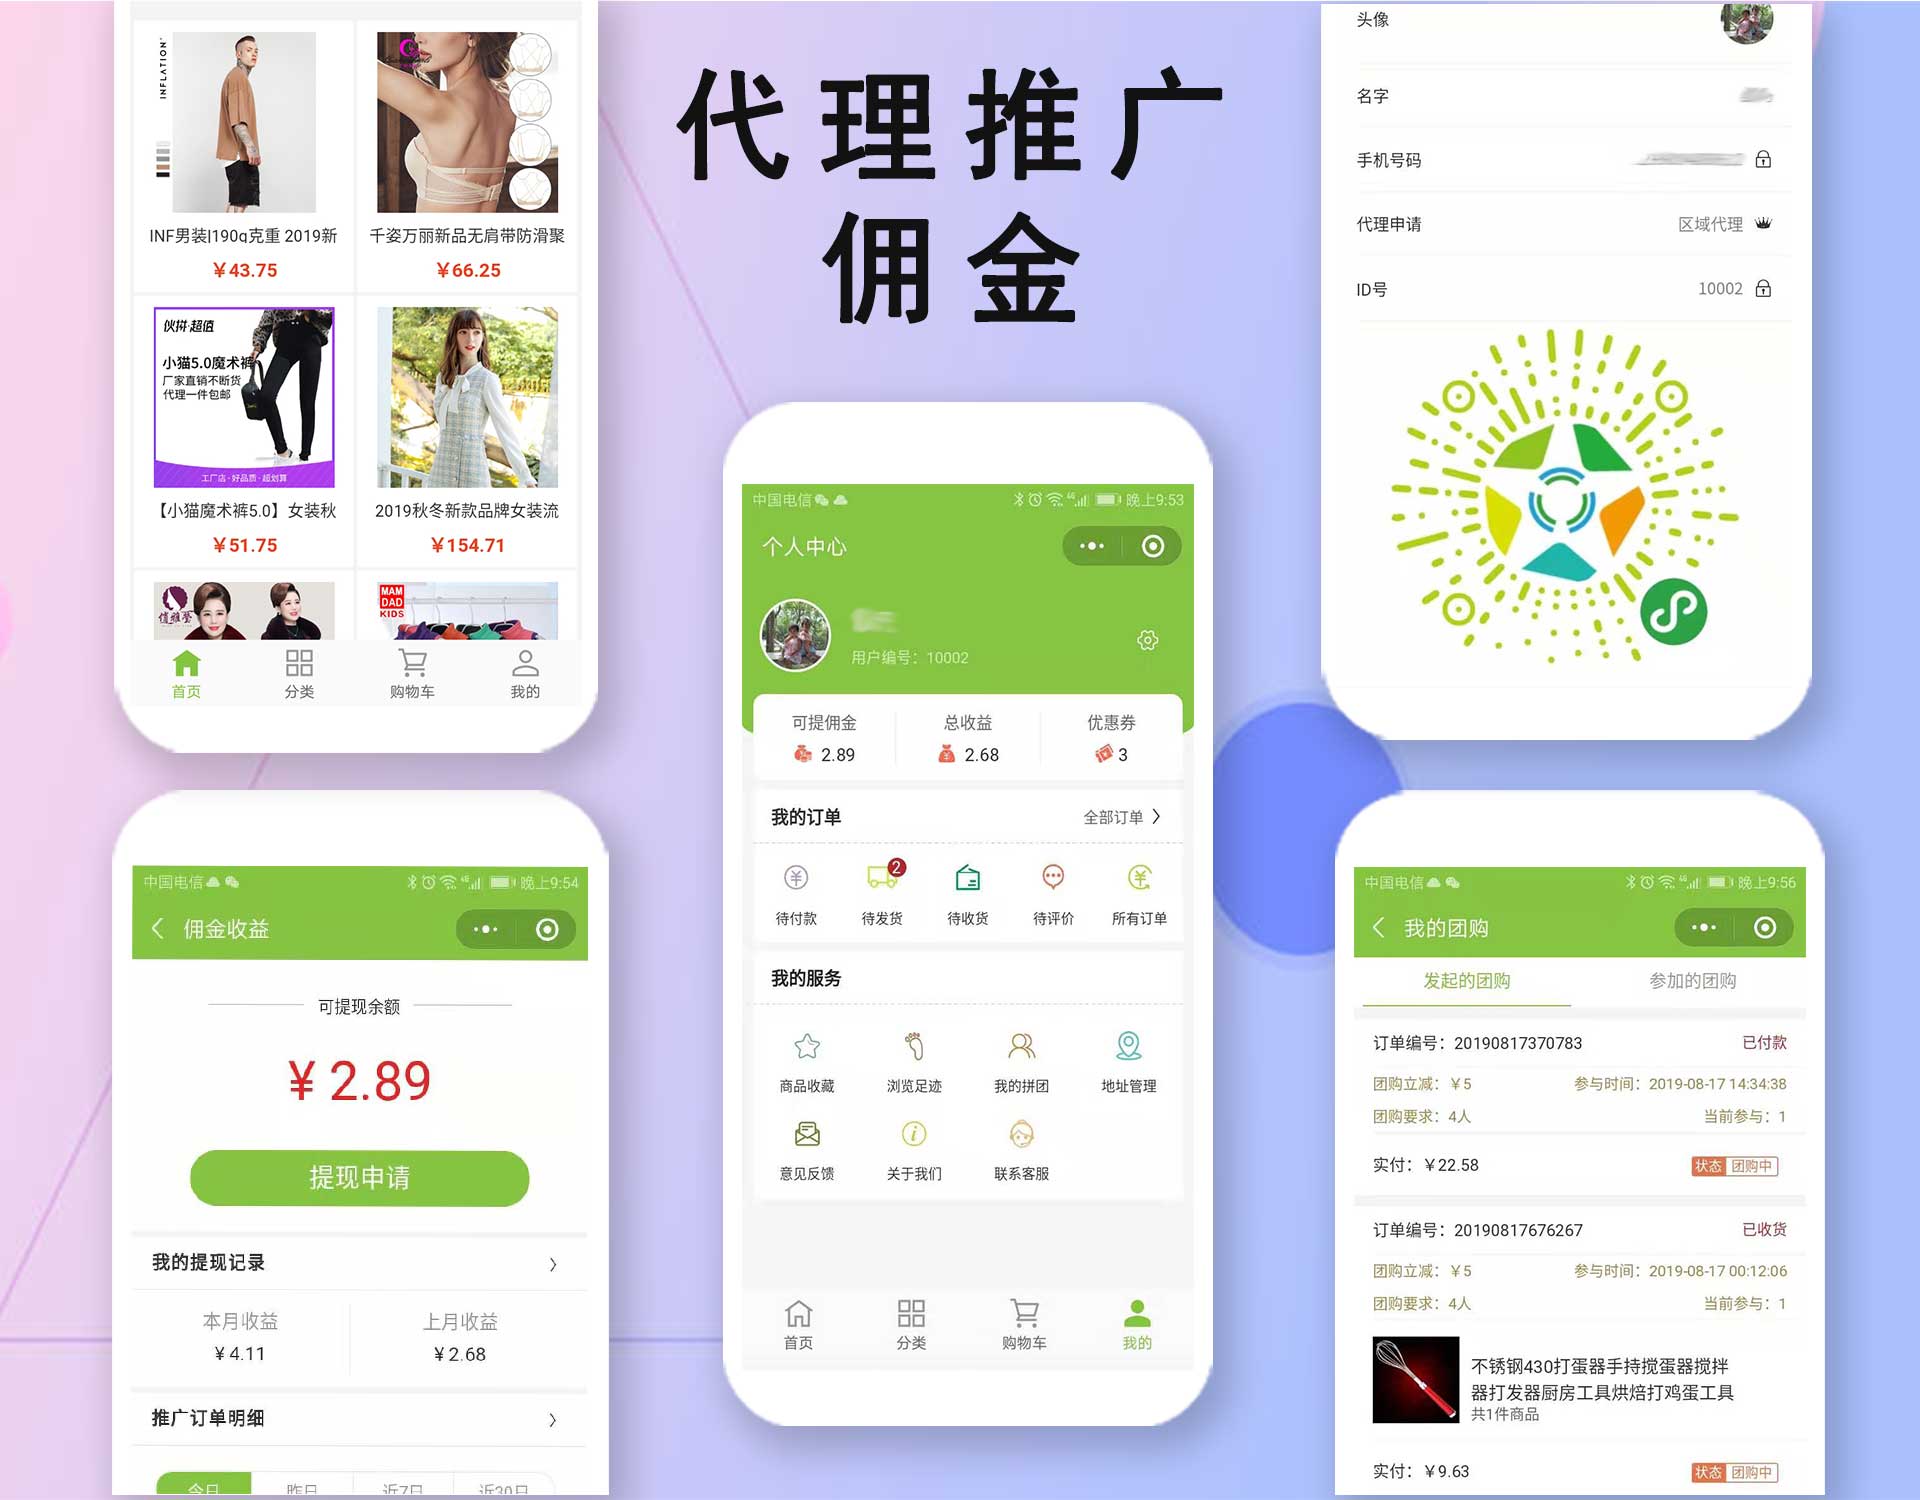 代理推广
佣金
INFLATION
INF男装|190g克重 2019新
￥43.75
千姿万丽新品无肩带防滑聚
￥66.25
伙拼·超值
小猫5.0魔术裤
厂家直销不断货
代理一件包邮
工厂店·好品质·超划算
【小猫魔术裤5.0】女装秋
￥51.75
2019秋冬新款品牌女装流
￥154.71
俏雅莹
MAM
DAD
KIDS
首页
分类
购物车
我的
头像
名字
手机号码
代理申请 区域代理
ID号 10002
中国电信 4G 晚上9:53
个人中心
用户编号：10002
可提佣金 总收益 优惠券
2.89 2.68 3
我的订单 全部订单
2
待付款 待发货 待收货 待评价 所有订单
我的服务
商品收藏 浏览足迹 我的拼团 地址管理
意见反馈 关于我们 联系客服
首页 分类 购物车 我的
中国电信 4G 晚上9:54
佣金收益
可提现余额
￥2.89
提现申请
我的提现记录
本月收益 上月收益
￥4.11 ￥2.68
推广订单明细
今日 昨日 近7日 近30日
中国电信 4G 晚上9:56
我的团购
发起的团购 参加的团购
订单编号：20190817370783 已付款
团购立减：￥5 参与时间：2019-08-17 14:34:38
团购要求：4人 当前参与：1
实付：￥22.58 状态 团购中
订单编号：20190817676267 已收货
团购立减：￥5 参与时间：2019-08-17 00:12:06
团购要求：4人 当前参与：1
不锈钢430打蛋器手持搅蛋器搅拌
器打发器厨房工具烘焙打鸡蛋工具
共1件商品
实付：￥9.63 状态 团购中